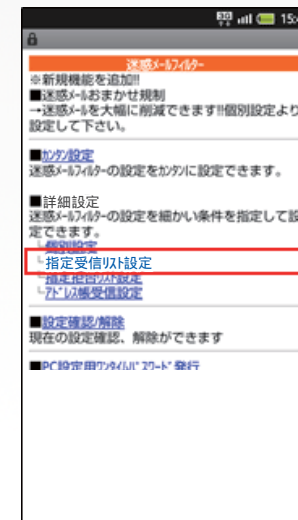 3G 15:4
迷惑ﾒｰﾙﾌｨﾙﾀｰ
※新規機能を追加!!
■迷惑ﾒｰﾙおまかせ規制
→迷惑ﾒｰﾙを大幅に削減できます!!個別設定より
設定して下さい。
■ｶﾝﾀﾝ設定
迷惑ﾒｰﾙﾌｨﾙﾀｰの設定をｶﾝﾀﾝに設定できます。
■詳細設定
迷惑ﾒｰﾙﾌｨﾙﾀｰの設定を細かい条件を指定して設
定できます。
└個別設定
└指定受信ﾘｽﾄ設定
└指定拒否ﾘｽﾄ設定
└ｱﾄﾞﾚｽ帳受信設定
■設定確認/解除
現在の設定確認、解除ができます
■PC設定用ﾜﾝﾀｲﾑﾊﾟｽﾜｰﾄﾞ発行